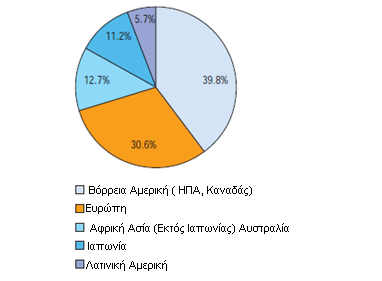 5.7%
11.2%
12.7%
39.8%
30.6%
Βόρρεια Αμερική ( ΗΠΑ, Καναδάς)
Ευρώπη
Αφρική Ασία (Εκτός Ιαπωνίας) Αυστραλία
Ιαπωνία
Λατινική Αμερική